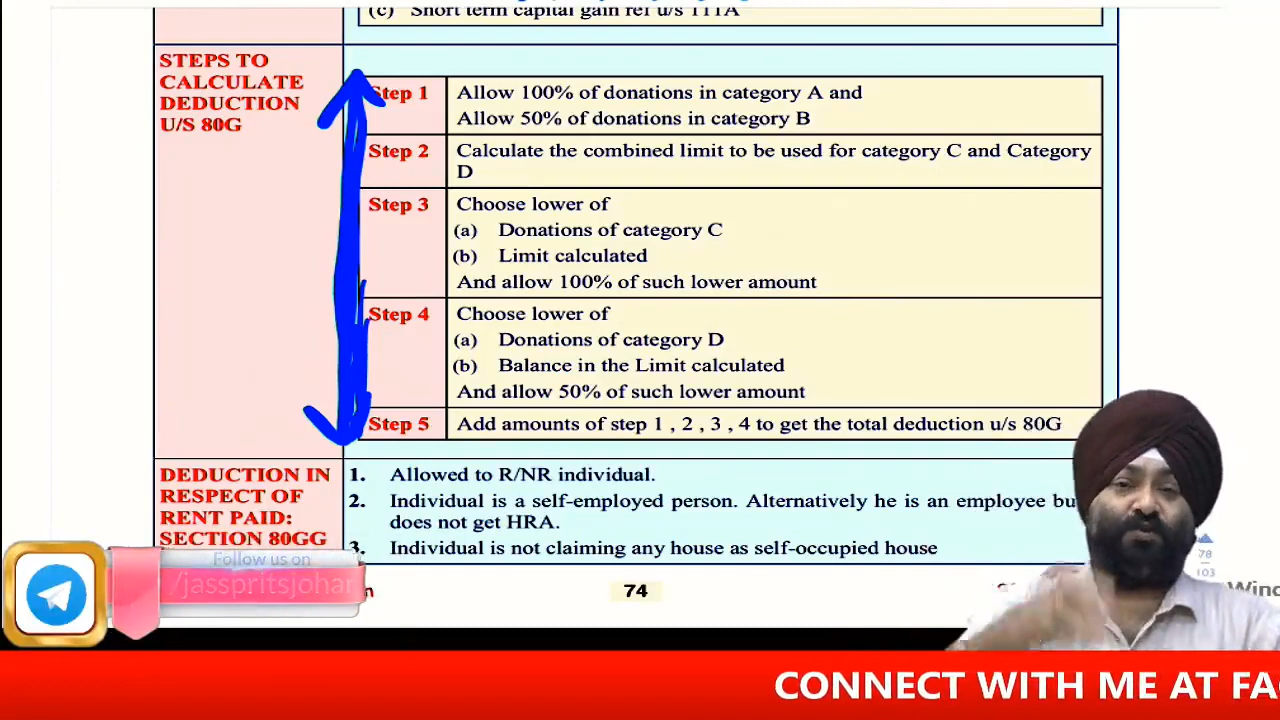 (c) Short term capital gain ref u/s 111A
STEPS TO
CALCULATE
DEDUCTION
U/S 80G
Step 1
Allow 100% of donations in category A and
Allow 50% of donations in category B
Step 2
Calculate the combined limit to be used for category C and Category
D
Step 3
Choose lower of
(a) Donations of category C
(b) Limit calculated
And allow 100% of such lower amount
Step 4
Choose lower of
(a) Donations of category D
(b) Balance in the Limit calculated
And allow 50% of such lower amount
Step 5
Add amounts of step 1 , 2 , 3 , 4 to get the total deduction u/s 80G
DEDUCTION IN
RESPECT OF
RENT PAID:
SECTION 80GG
1. Allowed to R/NR individual.
2. Individual is a self-employed person. Alternatively he is an employee bu
does not get HRA.
3. Individual is not claiming any house as self-occupied house
Follow us on
/jasspritsjohar
74
78
103
Wind
CONNECT WITH ME AT FA